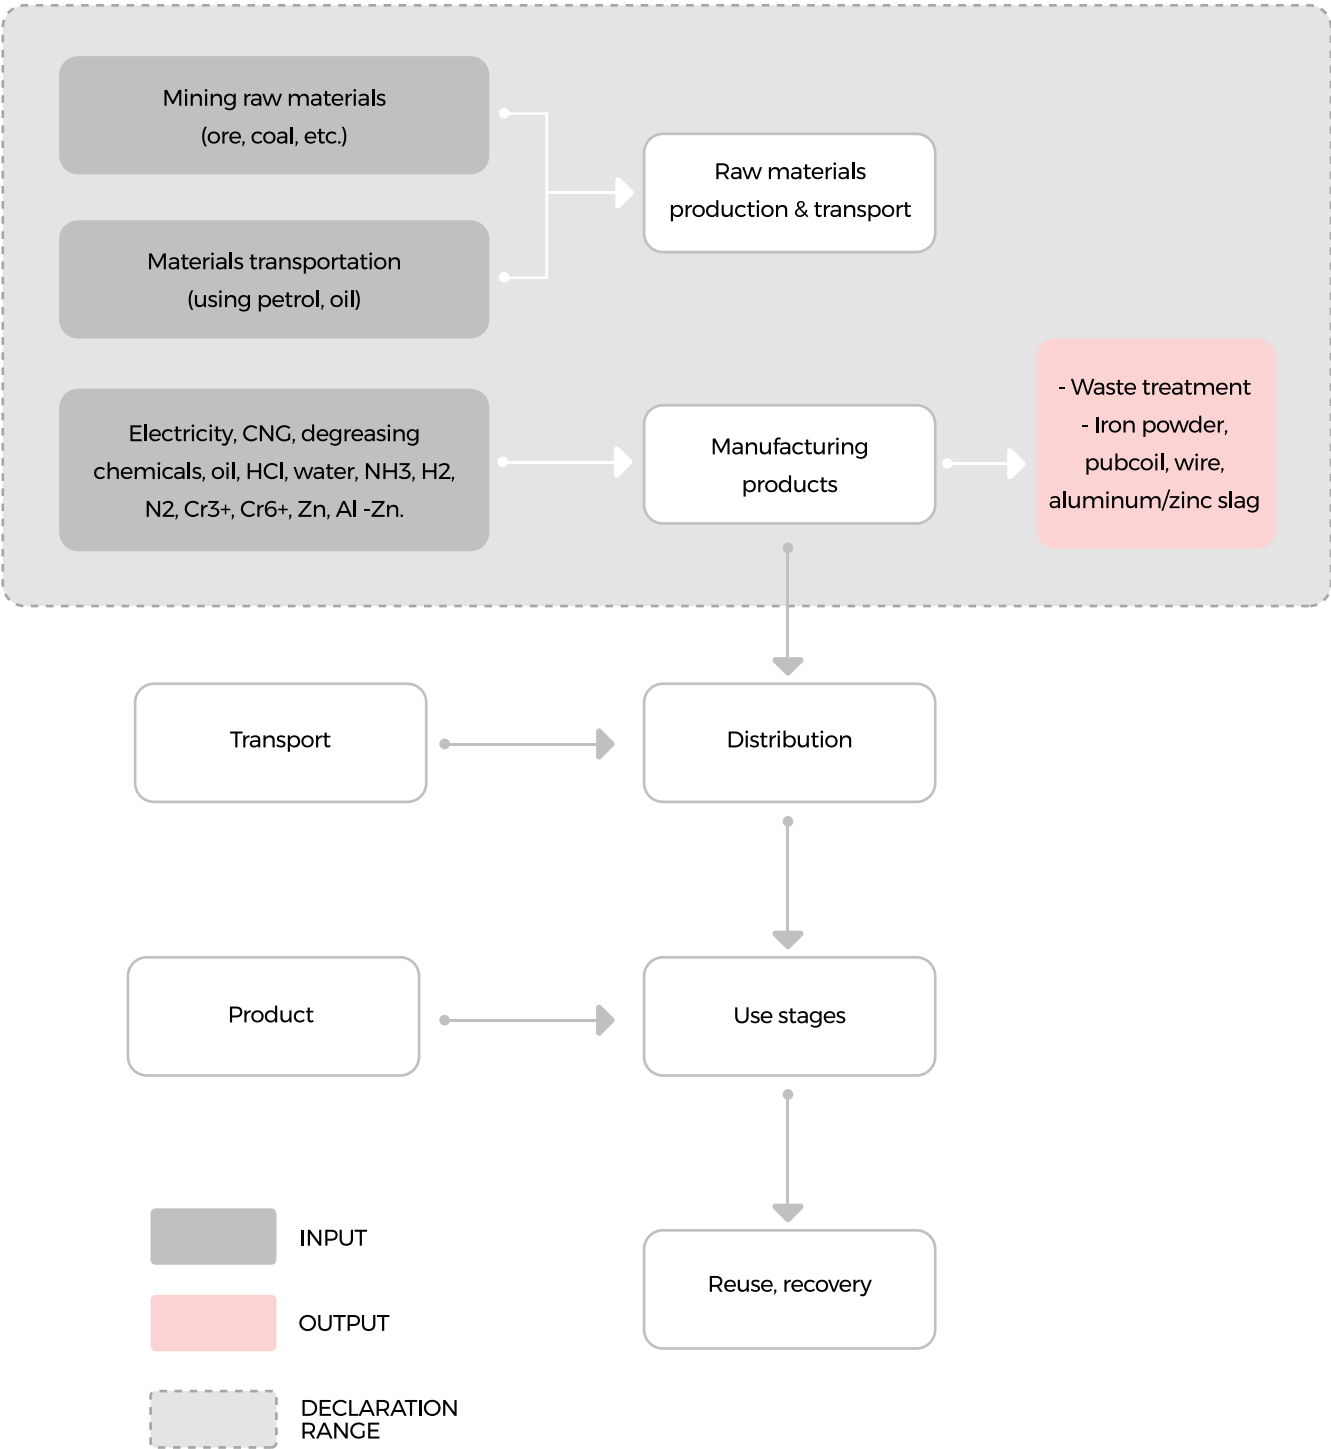 Mining raw materials
(ore, coal, etc.)
Raw materials
production & transport
Materials transportation
(using petrol, oil)
Electricity, CNG, degreasing
chemicals, oil, HCl, water, NH3, H2,
N2, Cr3+, Cr6+, Zn, Al -Zn.
Manufacturing
products
- Waste treatment
- Iron powder,
pubcoil, wire,
aluminum/zinc slag
Transport
Distribution
Product
Use stages
Reuse, recovery
INPUT
OUTPUT
DECLARATION
RANGE